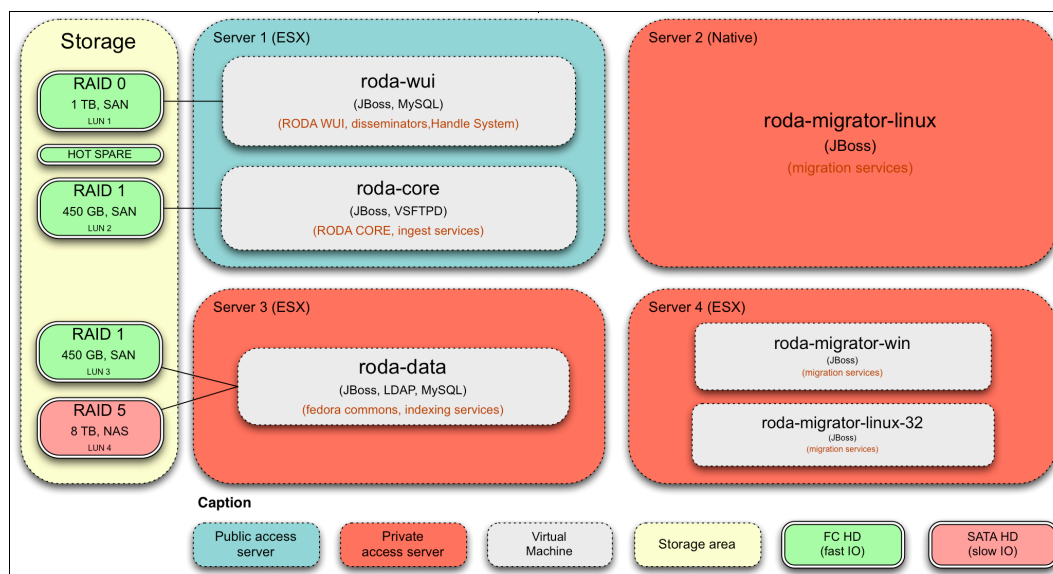 Storage
RAID 0
1 TB, SAN
LUN 1
HOT SPARE
RAID 1
450 GB, SAN
LUN 2
RAID 1
450 GB, SAN
LUN 3
RAID 5
8 TB, NAS
LUN 4
Server 1 (ESX)
roda-wui
(JBoss, MySQL)
(RODA WUI, disseminators,Handle System)
roda-core
(JBoss, VSFTPD)
(RODA CORE, ingest services)
Server 2 (Native)
roda-migrator-linux
(JBoss)
(migration services)
Server 3 (ESX)
roda-data
(JBoss, LDAP, MySQL)
(fedora commons, indexing services)
Server 4 (ESX)
roda-migrator-win
(JBoss)
(migration services)
roda-migrator-linux-32
(JBoss)
(migration services)
Caption
Public access
server
Private
access server
Virtual
Machine
Storage area
FC HD
(fast IO)
SATA HD
(slow IO)